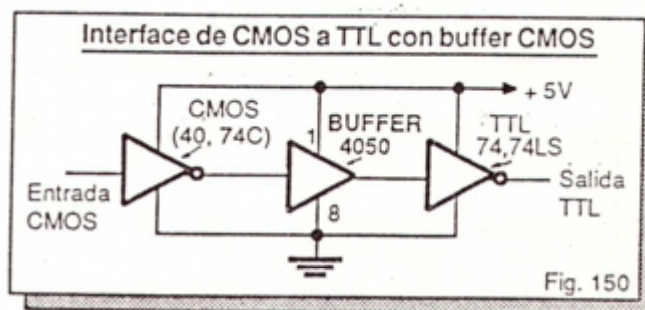 Interface de CMOS a TTL con buffer CMOS
+ 5V
CMOS
(40, 74C)
1
BUFFER
4050
TTL
74,74LS
Entrada
CMOS
8
Salida
TTL
Fig. 150